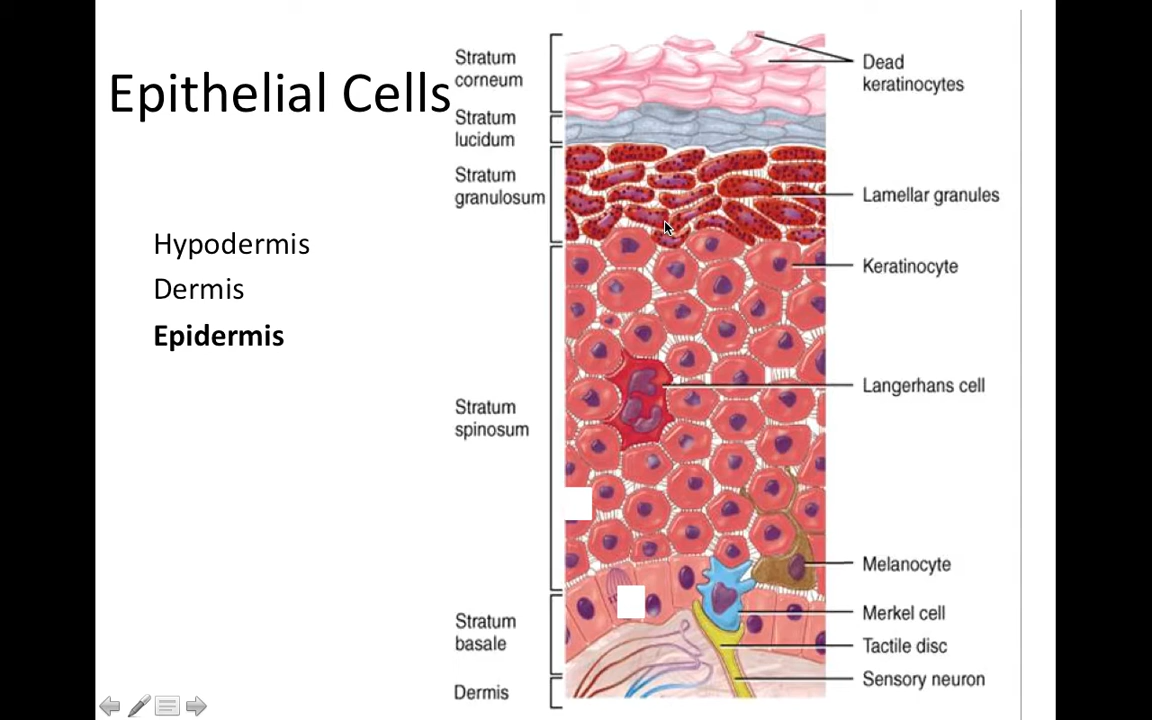 Epithelial Cells
Hypodermis
Dermis
Epidermis
Stratum
corneum
Stratum
lucidum
Stratum
granulosum
Stratum
spinosum
Stratum
basale
Dermis
Dead
keratinocytes
Lamellar granules
Keratinocyte
Langerhans cell
Melanocyte
Merkel cell
Tactile disc
Sensory neuron